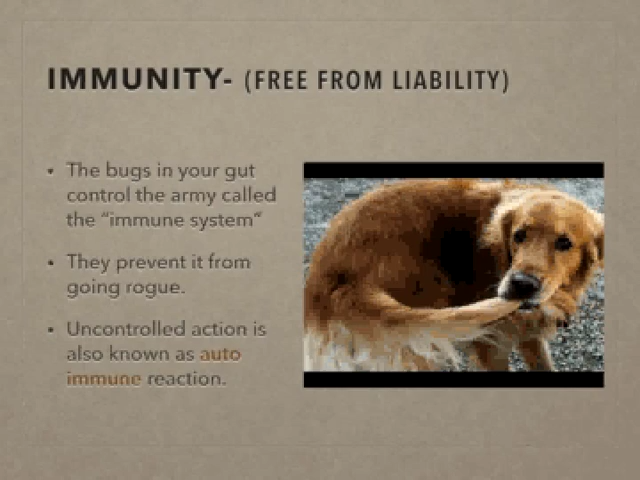 IMMUNITY- (FREE FROM LIABILITY)
• The bugs in your gut
control the army called
the “immune system“
• They prevent it from
going rogue.
• Uncontrolled action is
also known as auto
immune reaction.